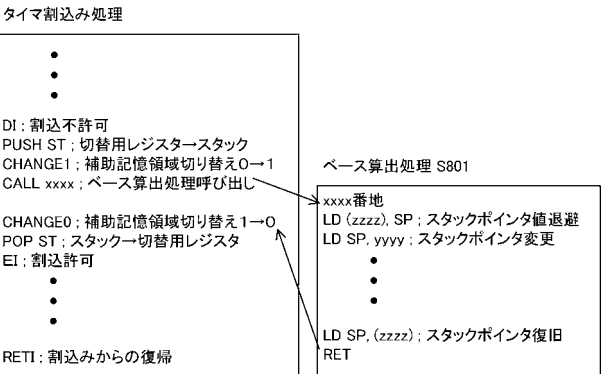 タイマ割込み処理
DI ; 割込不許可
PUSH ST ; 切替用レジスタ→スタック
CHANGE1 ; 補助記憶領域切り替え0→1
CALL xxxx ; ベース算出処理呼び出し
CHANGE0 ; 補助記憶領域切り替え1→0
POP ST ; スタック→切替用レジスタ
EI ; 割込許可
RETI ; 割込みからの復帰
ベース算出処理 S801
xxxx番地
LD (zzzz), SP ; スタックポインタ値退避
LD SP, yyyy ; スタックポインタ変更
LD SP, (zzzz) ; スタックポインタ復旧
RET